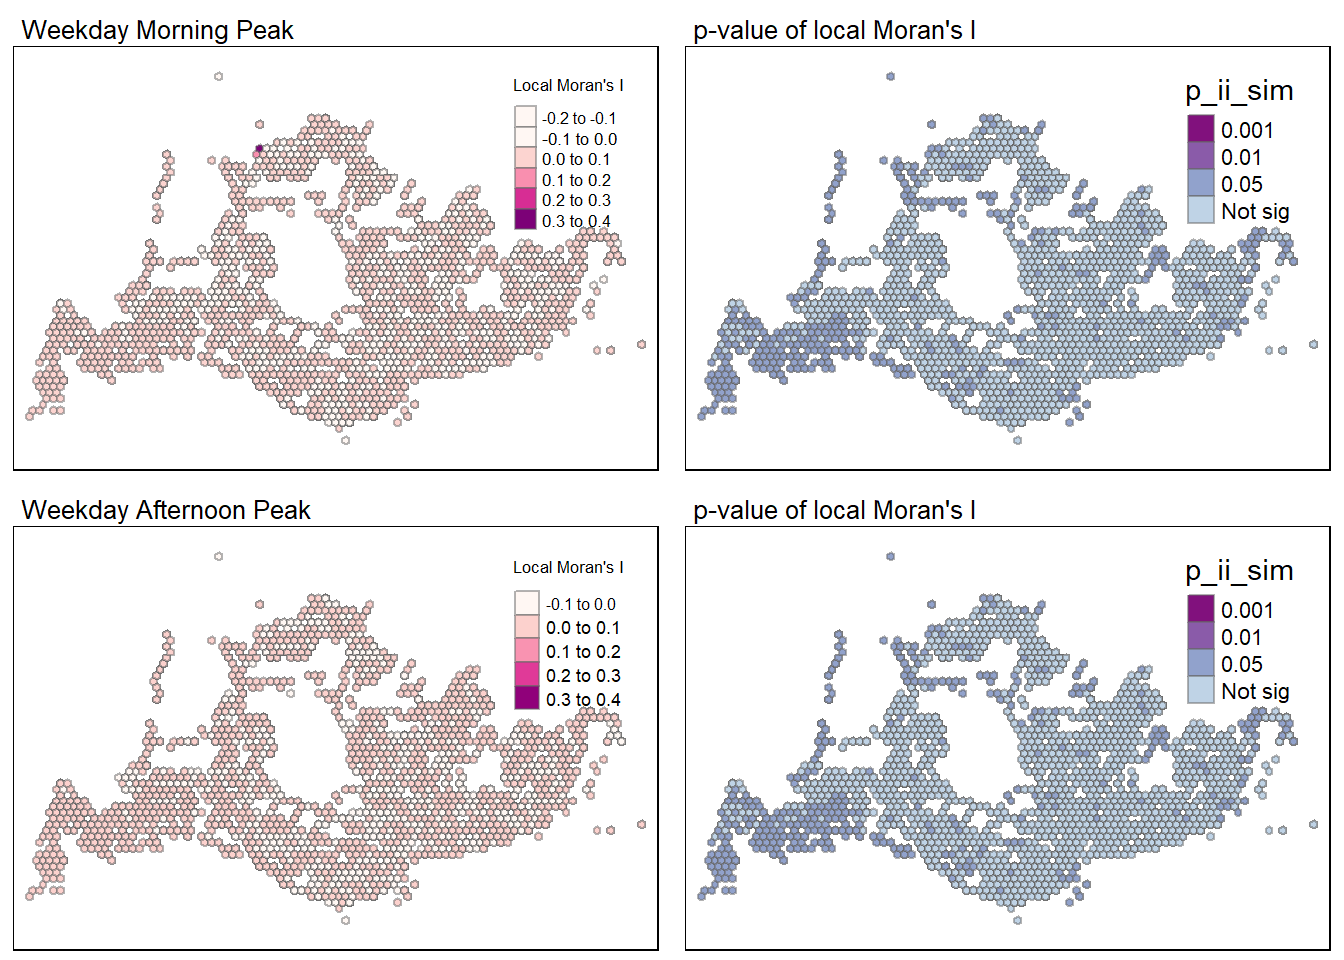 Weekday Morning Peak
Local Moran's I
-0.2 to -0.1
-0.1 to 0.0
0.0 to 0.1
0.1 to 0.2
0.2 to 0.3
0.3 to 0.4
p-value of local Moran's I
p_ii_sim
0.001
0.01
0.05
Not sig
Weekday Afternoon Peak
Local Moran's I
-0.1 to 0.0
0.0 to 0.1
0.1 to 0.2
0.2 to 0.3
0.3 to 0.4
p-value of local Moran's I
p_ii_sim
0.001
0.01
0.05
Not sig